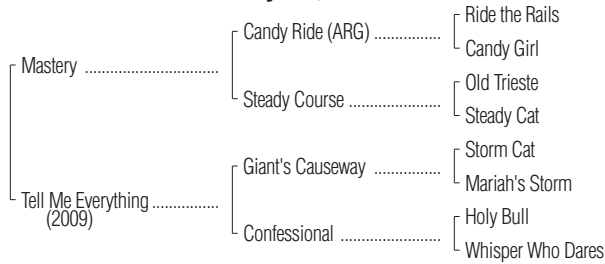 Ride the Rails
Candy Ride (ARG) ................
Candy Girl
Mastery ................................
Old Trieste
Steady Course ......................
Steady Cat
Storm Cat
Giant's Causeway ................
Mariah's Storm
Tell Me Everything ................
(2009)
Holy Bull
Confessional ........................
Whisper Who Dares